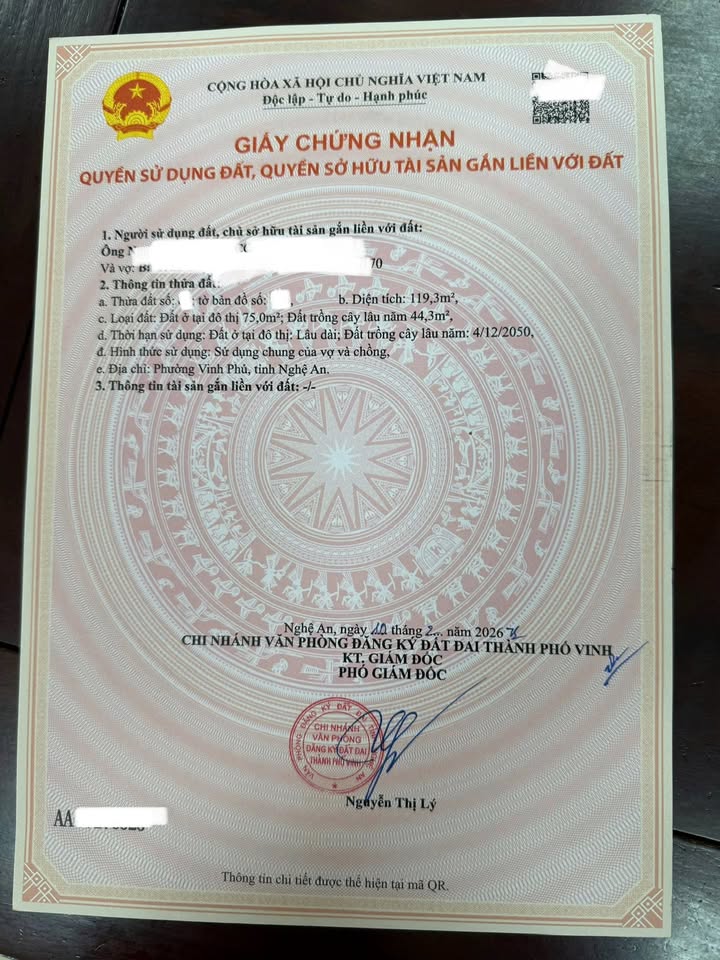 CỘNG HÒA XÃ HỘI CHỦ NGHĨA VIỆT NAM
Độc lập - Tự do - Hạnh phúc
GIẤY CHỨNG NHẬN
QUYỀN SỬ DỤNG ĐẤT, QUYỀN SỞ HỮU TÀI SẢN GẮN LIỀN VỚI ĐẤT
1. Người sử dụng đất, chủ sở hữu tài sản gắn liền với đất:
Ông
Và vợ: 70
2. Thông tin thửa đất:
a. Thửa đất số: ; tờ bản đồ số: , b. Diện tích: 119,3m²,
c. Loại đất: Đất ở tại đô thị 75,0m²; Đất trồng cây lâu năm 44,3m²,
d. Thời hạn sử dụng: Đất ở tại đô thị: Lâu dài; Đất trồng cây lâu năm: 4/12/2050,
đ. Hình thức sử dụng: Sử dụng chung của vợ và chồng,
e. Địa chỉ: Phường Vinh Phú, tỉnh Nghệ An.
3. Thông tin tài sản gắn liền với đất: -/-
Nghệ An, ngày 10 tháng 2 năm 2026
CHI NHÁNH VĂN PHÒNG ĐĂNG KÝ ĐẤT ĐAI THÀNH PHỐ VINH
KT. GIÁM ĐỐC
PHÓ GIÁM ĐỐC
CHI NHÁNH
VĂN PHÒNG
ĐĂNG KÝ ĐẤT ĐAI
THÀNH PHỐ VINH
Nguyễn Thị Lý
AA
Thông tin chi tiết được thể hiện tại mã QR.